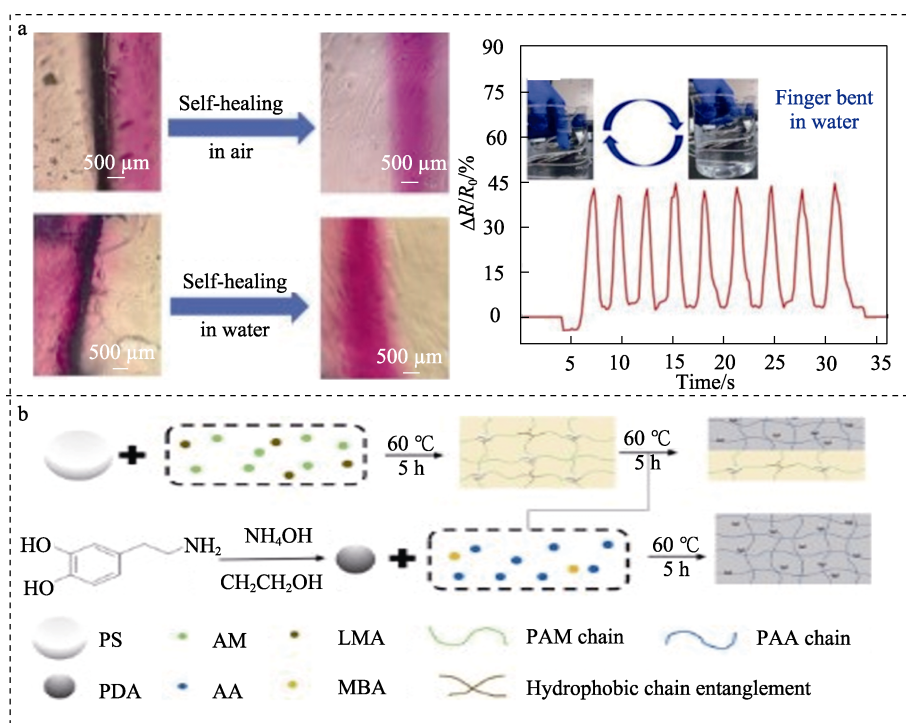 a
Self-healing
in air
500 μm
500 μm
Self-healing
in water
500 μm
500 μm
90
75
60
45
30
15
0
ΔR/R0/%
Finger bent
in water
5
10
15
20
25
30
35
Time/s
b
60 ℃
5 h
60 ℃
5 h
HO
HO
NH2
NH4OH
CH2CH2OH
60 ℃
5 h
PS
AM
LMA
PAM chain
PAA chain
PDA
AA
MBA
Hydrophobic chain entanglement